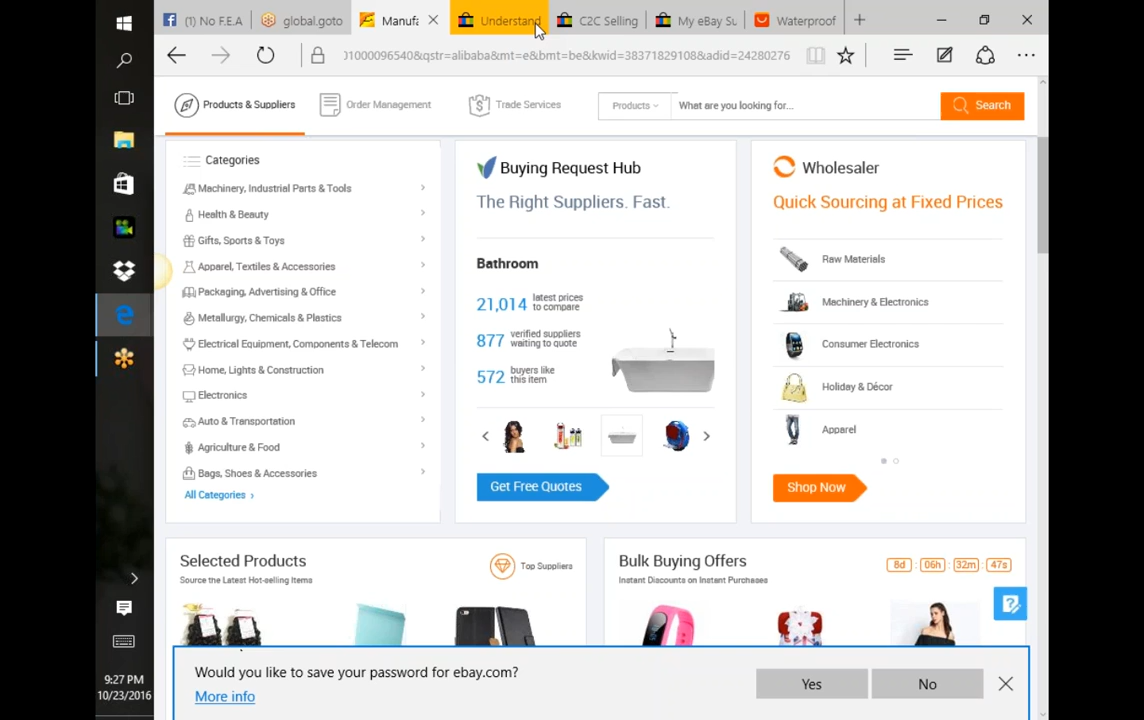 (1) No F.E.A
global.goto
Manufa
Understand
C2C Selling
My eBay Su
Waterproof
01000096540&qstr=alibaba&mt=e&bmt=be&kwid=38371829108&adid=24280276
Products & Suppliers
Order Management
Trade Services
Products
What are you looking for...
Search
Categories
Machinery, Industrial Parts & Tools
Health & Beauty
Gifts, Sports & Toys
Apparel, Textiles & Accessories
Packaging, Advertising & Office
Metallurgy, Chemicals & Plastics
Electrical Equipment, Components & Telecom
Home, Lights & Construction
Electronics
Auto & Transportation
Agriculture & Food
Bags, Shoes & Accessories
All Categories
Buying Request Hub
The Right Suppliers. Fast.
Bathroom
21,014 latest prices
to compare
877 verified suppliers
waiting to quote
572 buyers like
this item
Get Free Quotes
Wholesaler
Quick Sourcing at Fixed Prices
Raw Materials
Machinery & Electronics
Consumer Electronics
Holiday & Décor
Apparel
Shop Now
Selected Products
Source the Latest Hot-selling Items
Top Suppliers
Bulk Buying Offers
Instant Discounts on Instant Purchases
8d : 06h : 32m : 47s
Would you like to save your password for ebay.com?
More info
Yes
No
9:27 PM
10/23/2016